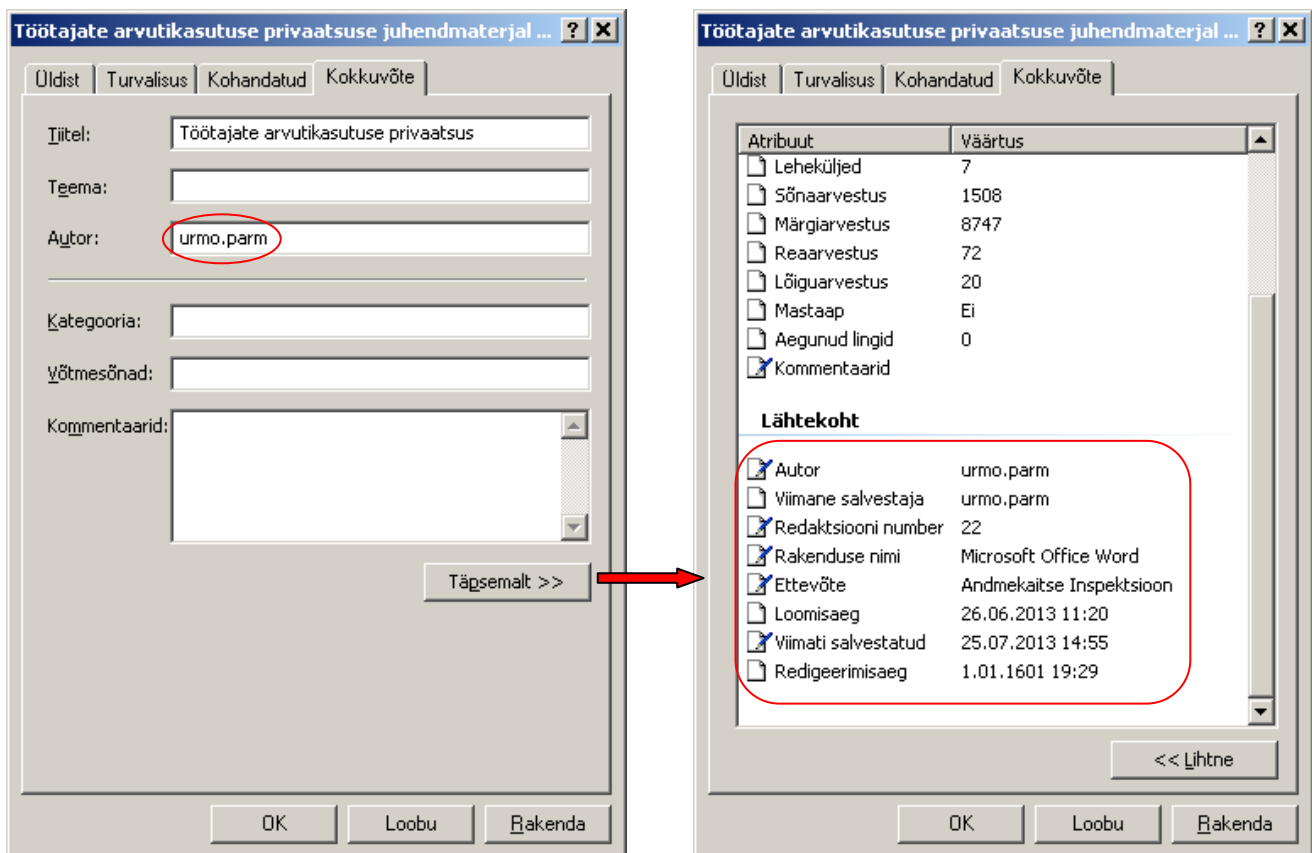 Töötajate arvutikasutuse privaatsuse juhendmaterjal ...
Üldist Turvalisus Kohandatud Kokkuvõte
Tiitel: Töötajate arvutikasutuse privaatsus
Teema:
Autor: urmo.parm
Kategooria:
Võtmesõnad:
Kommentaarid:
Täpsemalt >>
OK Loobu Rakenda
Töötajate arvutikasutuse privaatsuse juhendmaterjal ...
Üldist Turvalisus Kohandatud Kokkuvõte
Atribuut Väärtus
Leheküljed 7
Sõnaarvestus 1508
Märgiarvestus 8747
Reaarvestus 72
Lõiguarvestus 20
Mastaap Ei
Aegunud lingid 0
Kommentaarid
Lähtekoht
Autor urmo.parm
Viimane salvestaja urmo.parm
Redaktsiooni number 22
Rakenduse nimi Microsoft Office Word
Ettevõte Andmekaitse Inspektsioon
Loomisaeg 26.06.2013 11:20
Viimati salvestatud 25.07.2013 14:55
Redigeerimisaeg 1.01.1601 19:29
<< Lihtne
OK Loobu Rakenda